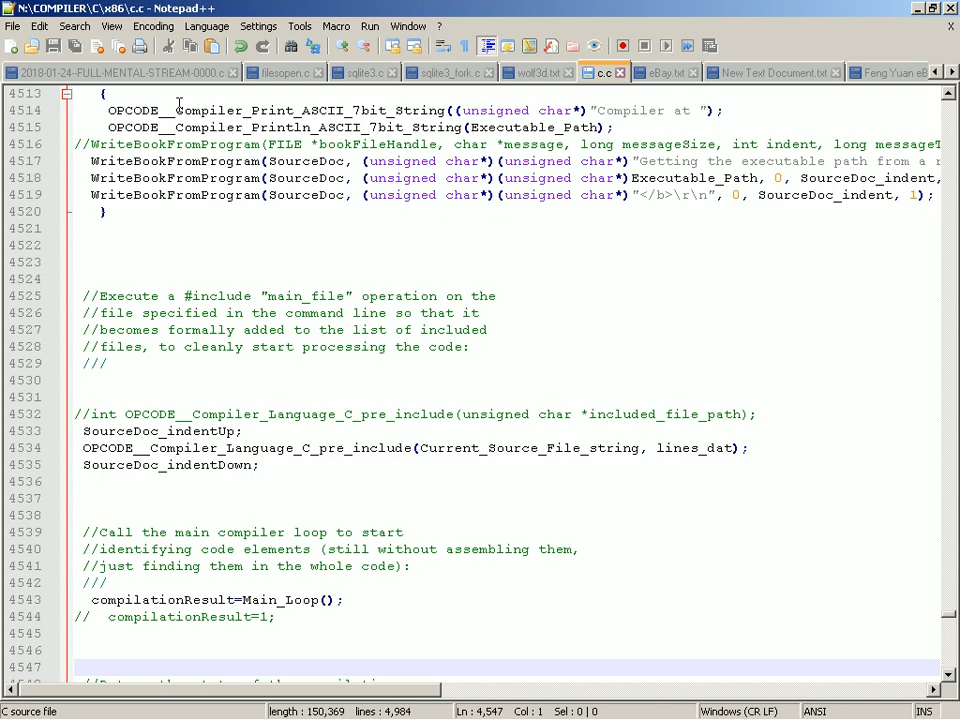 N:\COMPILER\C\x86\c.c - Notepad++
File Edit Search View Encoding Language Settings Tools Macro Run Window ? X
2018-01-24-FULL-MENTAL-STREAM-0000.c filesopen.c sqlite3.c sqlite3_fork.c wolf3d.txt c.c eBay.txt New Text Document.txt Feng Yuan eB
4513 {
4514 OPCODE__Compiler_Print_ASCII_7bit_String((unsigned char*)"Compiler at ");
4515 OPCODE__Compiler_Println_ASCII_7bit_String(Executable_Path);
4516 //WriteBookFromProgram(FILE *bookFileHandle, char *message, long messageSize, int indent, long messageT
4517 WriteBookFromProgram(SourceDoc, (unsigned char*)(unsigned char*)"Getting the executable path from a r
4518 WriteBookFromProgram(SourceDoc, (unsigned char*)(unsigned char*)Executable_Path, 0, SourceDoc_indent,
4519 WriteBookFromProgram(SourceDoc, (unsigned char*)(unsigned char*)"</b>\r\n", 0, SourceDoc_indent, 1);
4520 }
4521
4522
4523
4524
4525 //Execute a #include "main_file" operation on the
4526 //file specified in the command line so that it
4527 //becomes formally added to the list of included
4528 //files, to cleanly start processing the code:
4529 ///
4530
4531
4532 //int OPCODE__Compiler_Language_C_pre_include(unsigned char *included_file_path);
4533 SourceDoc_indentUp;
4534 OPCODE__Compiler_Language_C_pre_include(Current_Source_File_string, lines_dat);
4535 SourceDoc_indentDown;
4536
4537
4538
4539 //Call the main compiler loop to start
4540 //identifying code elements (still without assembling them,
4541 //just finding them in the whole code):
4542 ///
4543 compilationResult=Main_Loop();
4544 // compilationResult=1;
4545
4546
4547
C source file length : 150,369 lines : 4,984 Ln : 4,547 Col : 1 Sel : 0 | 0 Windows (CR LF) ANSI INS